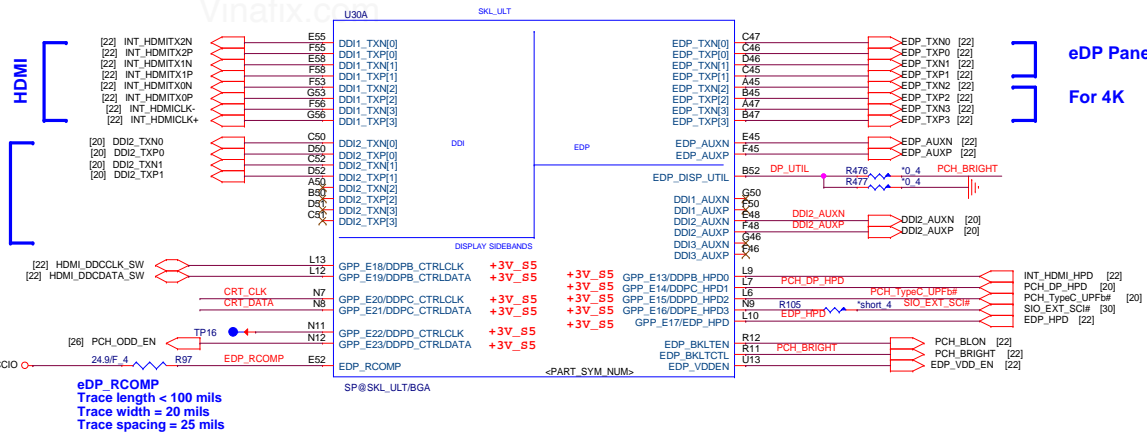 Vinafix.com
U30A
SKL_ULT
HDMI
[22] INT_HDMITX2N E55 DDI1_TXN[0]
[22] INT_HDMITX2P F55 DDI1_TXP[0]
[22] INT_HDMITX1N E58 DDI1_TXN[1]
[22] INT_HDMITX1P F58 DDI1_TXP[1]
[22] INT_HDMITX0N F53 DDI1_TXN[2]
[22] INT_HDMITX0P G53 DDI1_TXP[2]
[22] INT_HDMICLK- F56 DDI1_TXN[3]
[22] INT_HDMICLK+ G56 DDI1_TXP[3]
[20] DDI2_TXN0 C50 DDI2_TXN[0]
[20] DDI2_TXP0 D50 DDI2_TXP[0]
[20] DDI2_TXN1 C52 DDI2_TXN[1]
[20] DDI2_TXP1 D52 DDI2_TXP[1]
A50 DDI2_TXN[2]
B50 DDI2_TXP[2]
D51 DDI2_TXN[3]
C51 DDI2_TXP[3]
DDI
EDP
DISPLAY SIDEBANDS
EDP_TXN[0] C47 EDP_TXN0 [22]
EDP_TXP[0] C46 EDP_TXP0 [22]
EDP_TXN[1] D46 EDP_TXN1 [22]
EDP_TXP[1] C45 EDP_TXP1 [22]
EDP_TXN[2] A45 EDP_TXN2 [22]
EDP_TXP[2] B45 EDP_TXP2 [22]
EDP_TXN[3] A47 EDP_TXN3 [22]
EDP_TXP[3] B47 EDP_TXP3 [22]
eDP Pane
For 4K
EDP_AUXN E45 EDP_AUXN [22]
EDP_AUXP F45 EDP_AUXP [22]
EDP_DISP_UTIL B52 DP_UTIL R476 *0_4 PCH_BRIGHT
R477 *0_4
DDI1_AUXN G50
DDI1_AUXP F50
DDI2_AUXN E48 DDI2_AUXN DDI2_AUXN [20]
DDI2_AUXP F48 DDI2_AUXP DDI2_AUXP [20]
DDI3_AUXN G46
DDI3_AUXP F46
[22] HDMI_DDCCLK_SW L13 GPP_E18/DDPB_CTRLCLK +3V_S5
[22] HDMI_DDCDATA_SW L12 GPP_E19/DDPB_CTRLDATA +3V_S5
CRT_CLK N7 GPP_E20/DDPC_CTRLCLK +3V_S5
CRT_DATA N8 GPP_E21/DDPC_CTRLDATA +3V_S5
TP16 N11 GPP_E22/DDPD_CTRLCLK +3V_S5
[26] PCH_ODD_EN N12 GPP_E23/DDPD_CTRLDATA +3V_S5
CCIO 24.9/F_4 R97 EDP_RCOMP E52 EDP_RCOMP
+3V_S5 GPP_E13/DDPB_HPD0 L9 INT_HDMI_HPD [22]
+3V_S5 GPP_E14/DDPC_HPD1 L7 PCH_DP_HPD PCH_DP_HPD [20]
+3V_S5 GPP_E15/DDPD_HPD2 L6 PCH_TypeC_UPFb# PCH_TypeC_UPFb# [20]
+3V_S5 GPP_E16/DDPE_HPD3 N9 R105 *short_4 SIO_EXT_SCI# SIO_EXT_SCI# [30]
+3V_S5 GPP_E17/EDP_HPD L10 EDP_HPD EDP_HPD [22]
EDP_BKLTEN R12 PCH_BLON [22]
EDP_BKLTCTL R11 PCH_BRIGHT PCH_BRIGHT [22]
EDP_VDDEN U13 EDP_VDD_EN [22]
<PART_SYM_NUM>
SP@SKL_ULT/BGA
eDP_RCOMP
Trace length < 100 mils
Trace width = 20 mils
Trace spacing = 25 mils